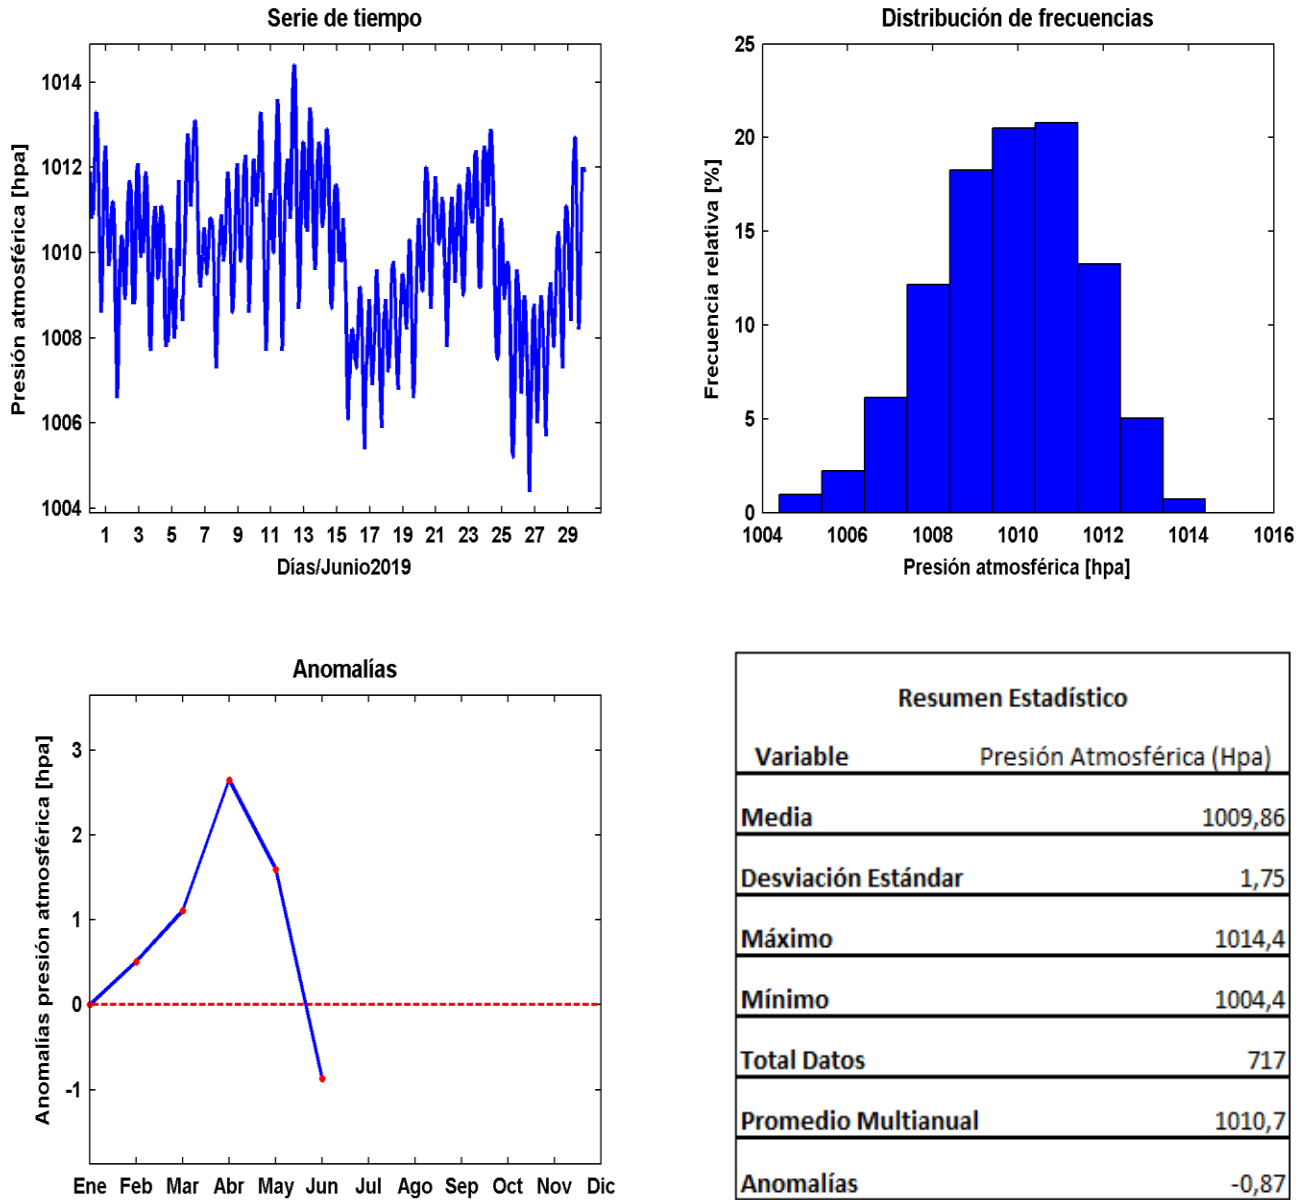 Serie de tiempo
Presión atmosférica [hpa]
1014
1012
1010
1008
1006
1004
1 3 5 7 9 11 13 15 17 19 21 23 25 27 29
Días/Junio2019
Distribución de frecuencias
Frecuencia relativa [%]
25
20
15
10
5
0
1004 1006 1008 1010 1012 1014 1016
Presión atmosférica [hpa]
Anomalías
Anomalías presión atmosférica [hpa]
3
2
1
0
-1
Ene Feb Mar Abr May Jun Jul Ago Sep Oct Nov Dic
Resumen Estadístico
Variable Presión Atmosférica (Hpa)
Media 1009,86
Desviación Estándar 1,75
Máximo 1014,4
Mínimo 1004,4
Total Datos 717
Promedio Multianual 1010,7
Anomalías -0,87